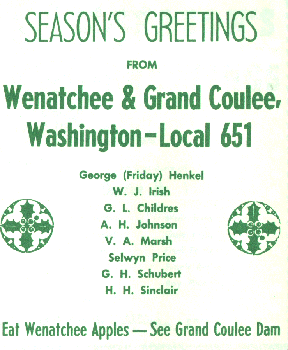 SEASON'S GREETINGS
FROM
Wenatchee & Grand Coulee,
Washington—Local 651
George (Friday) Henkel
W. J. Irish
G. L. Childres
A. H. Johnson
V. A. Marsh
Selwyn Price
G. H. Schubert
H. H. Sinclair
Eat Wenatchee Apples — See Grand Coulee Dam